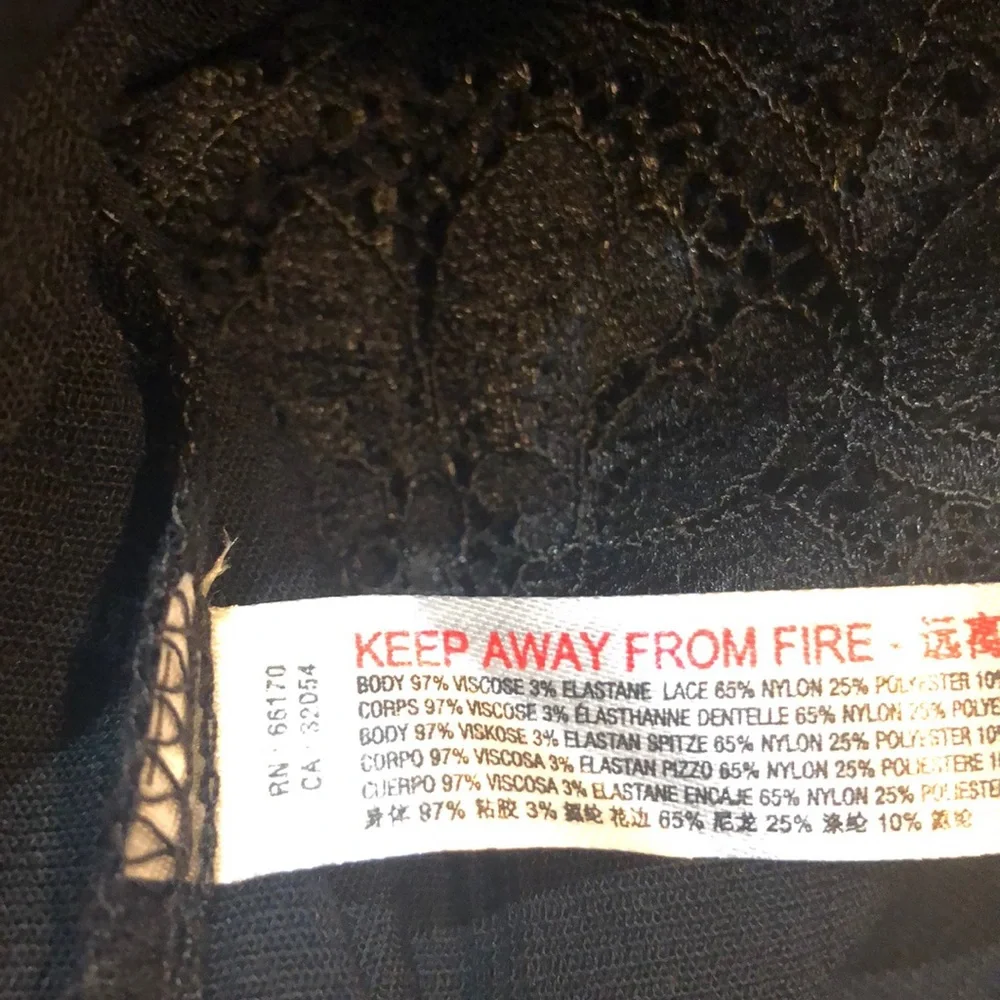 RN · 66170
CA · 32054
KEEP AWAY FROM FIRE - 远离
BODY 97% VISCOSE 3% ELASTANE LACE 65% NYLON 25% POLYESTER 10%
CORPS 97% VISCOSE 3% ÉLASTHANNE DENTELLE 65% NYLON 25% POLYE
BODY 97% VISKOSE 3% ELASTAN SPITZE 65% NYLON 25% POLYESTER 10%
CORPO 97% VISCOSA 3% ELASTAN PIZZO 65% NYLON 25% POLIESTERE 1
CUERPO 97% VISCOSA 3% ELASTANE ENCAJE 65% NYLON 25% POLIESTE
身体 97% 粘胶 3% 氨纶 花边 65% 尼龙 25% 涤纶 10% 氨纶